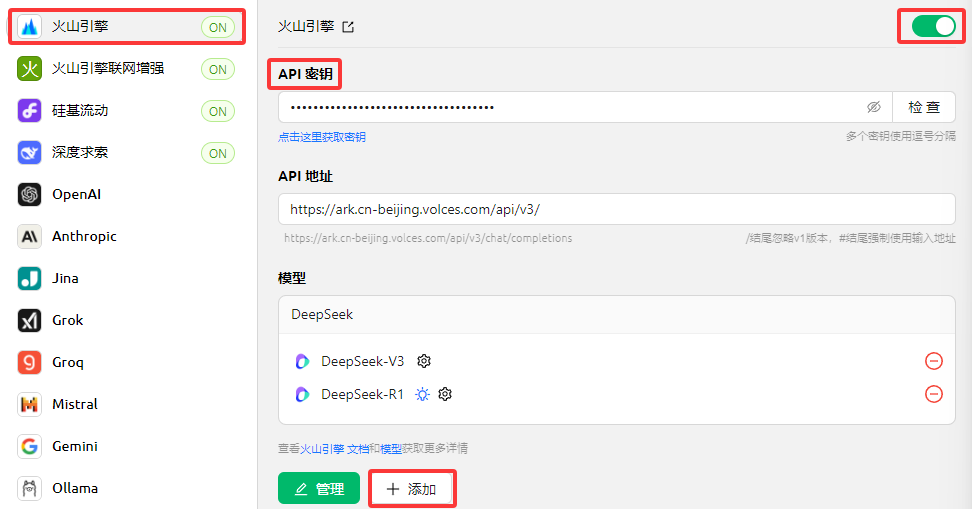 火山引擎 ON
火山引擎联网增强 ON
硅基流动 ON
深度求索 ON
OpenAI
Anthropic
Jina
Grok
Groq
Mistral
Gemini
Ollama
火山引擎
API 密钥
•••••••••••••••••••••••••••••••••••• 检 查
点击这里获取密钥 多个密钥使用逗号分隔
API 地址
https://ark.cn-beijing.volces.com/api/v3/
https://ark.cn-beijing.volces.com/api/v3/chat/completions /结尾忽略v1版本，#结尾强制使用输入地址
模型
DeepSeek
DeepSeek-V3
DeepSeek-R1
查看火山引擎 文档和模型获取更多详情
管理 添加